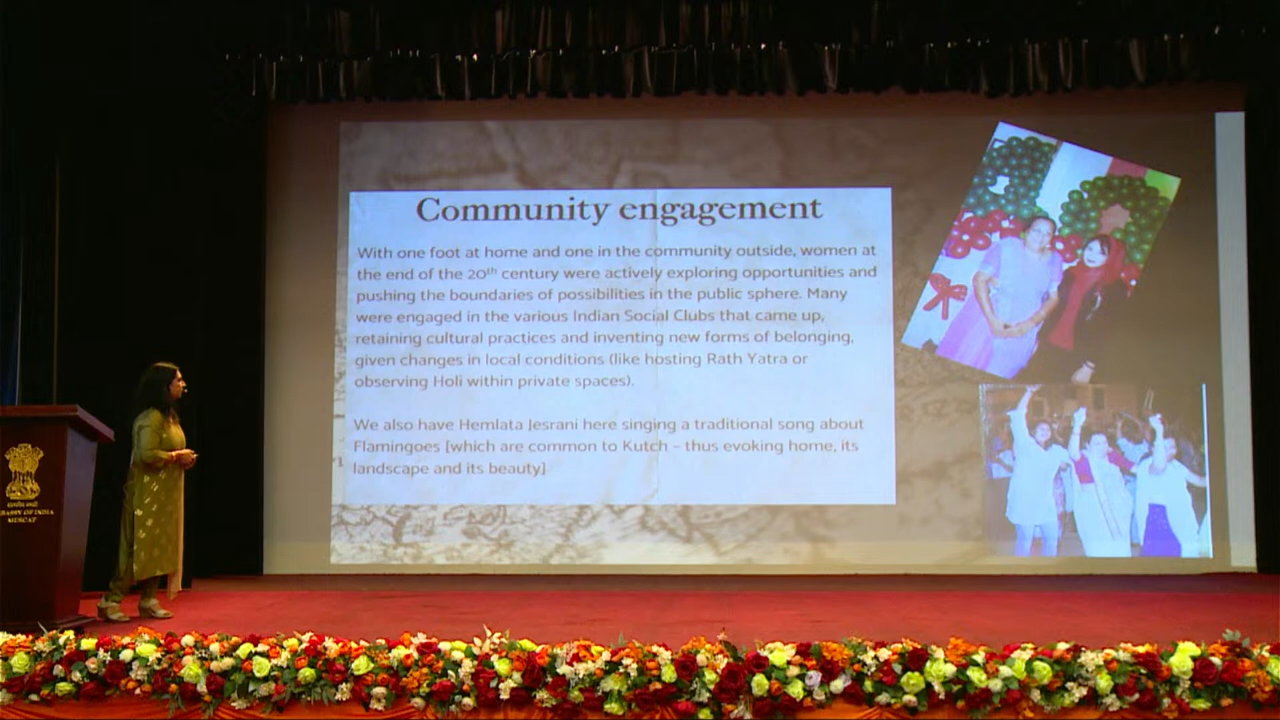 Community engagement
With one foot at home and one in the community outside, women at
the end of the 20th century were actively exploring opportunities and
pushing the boundaries of possibilities in the public sphere. Many
were engaged in the various Indian Social Clubs that came up,
retaining cultural practices and inventing new forms of belonging,
given changes in local conditions (like hosting Rath Yatra or
observing Holi within private spaces).
We also have Hemlata Jesrani here singing a traditional song about
Flamingoes [which are common to Kutch – thus evoking home, its
landscape and its beauty]
OF INDIA
MUSCAT